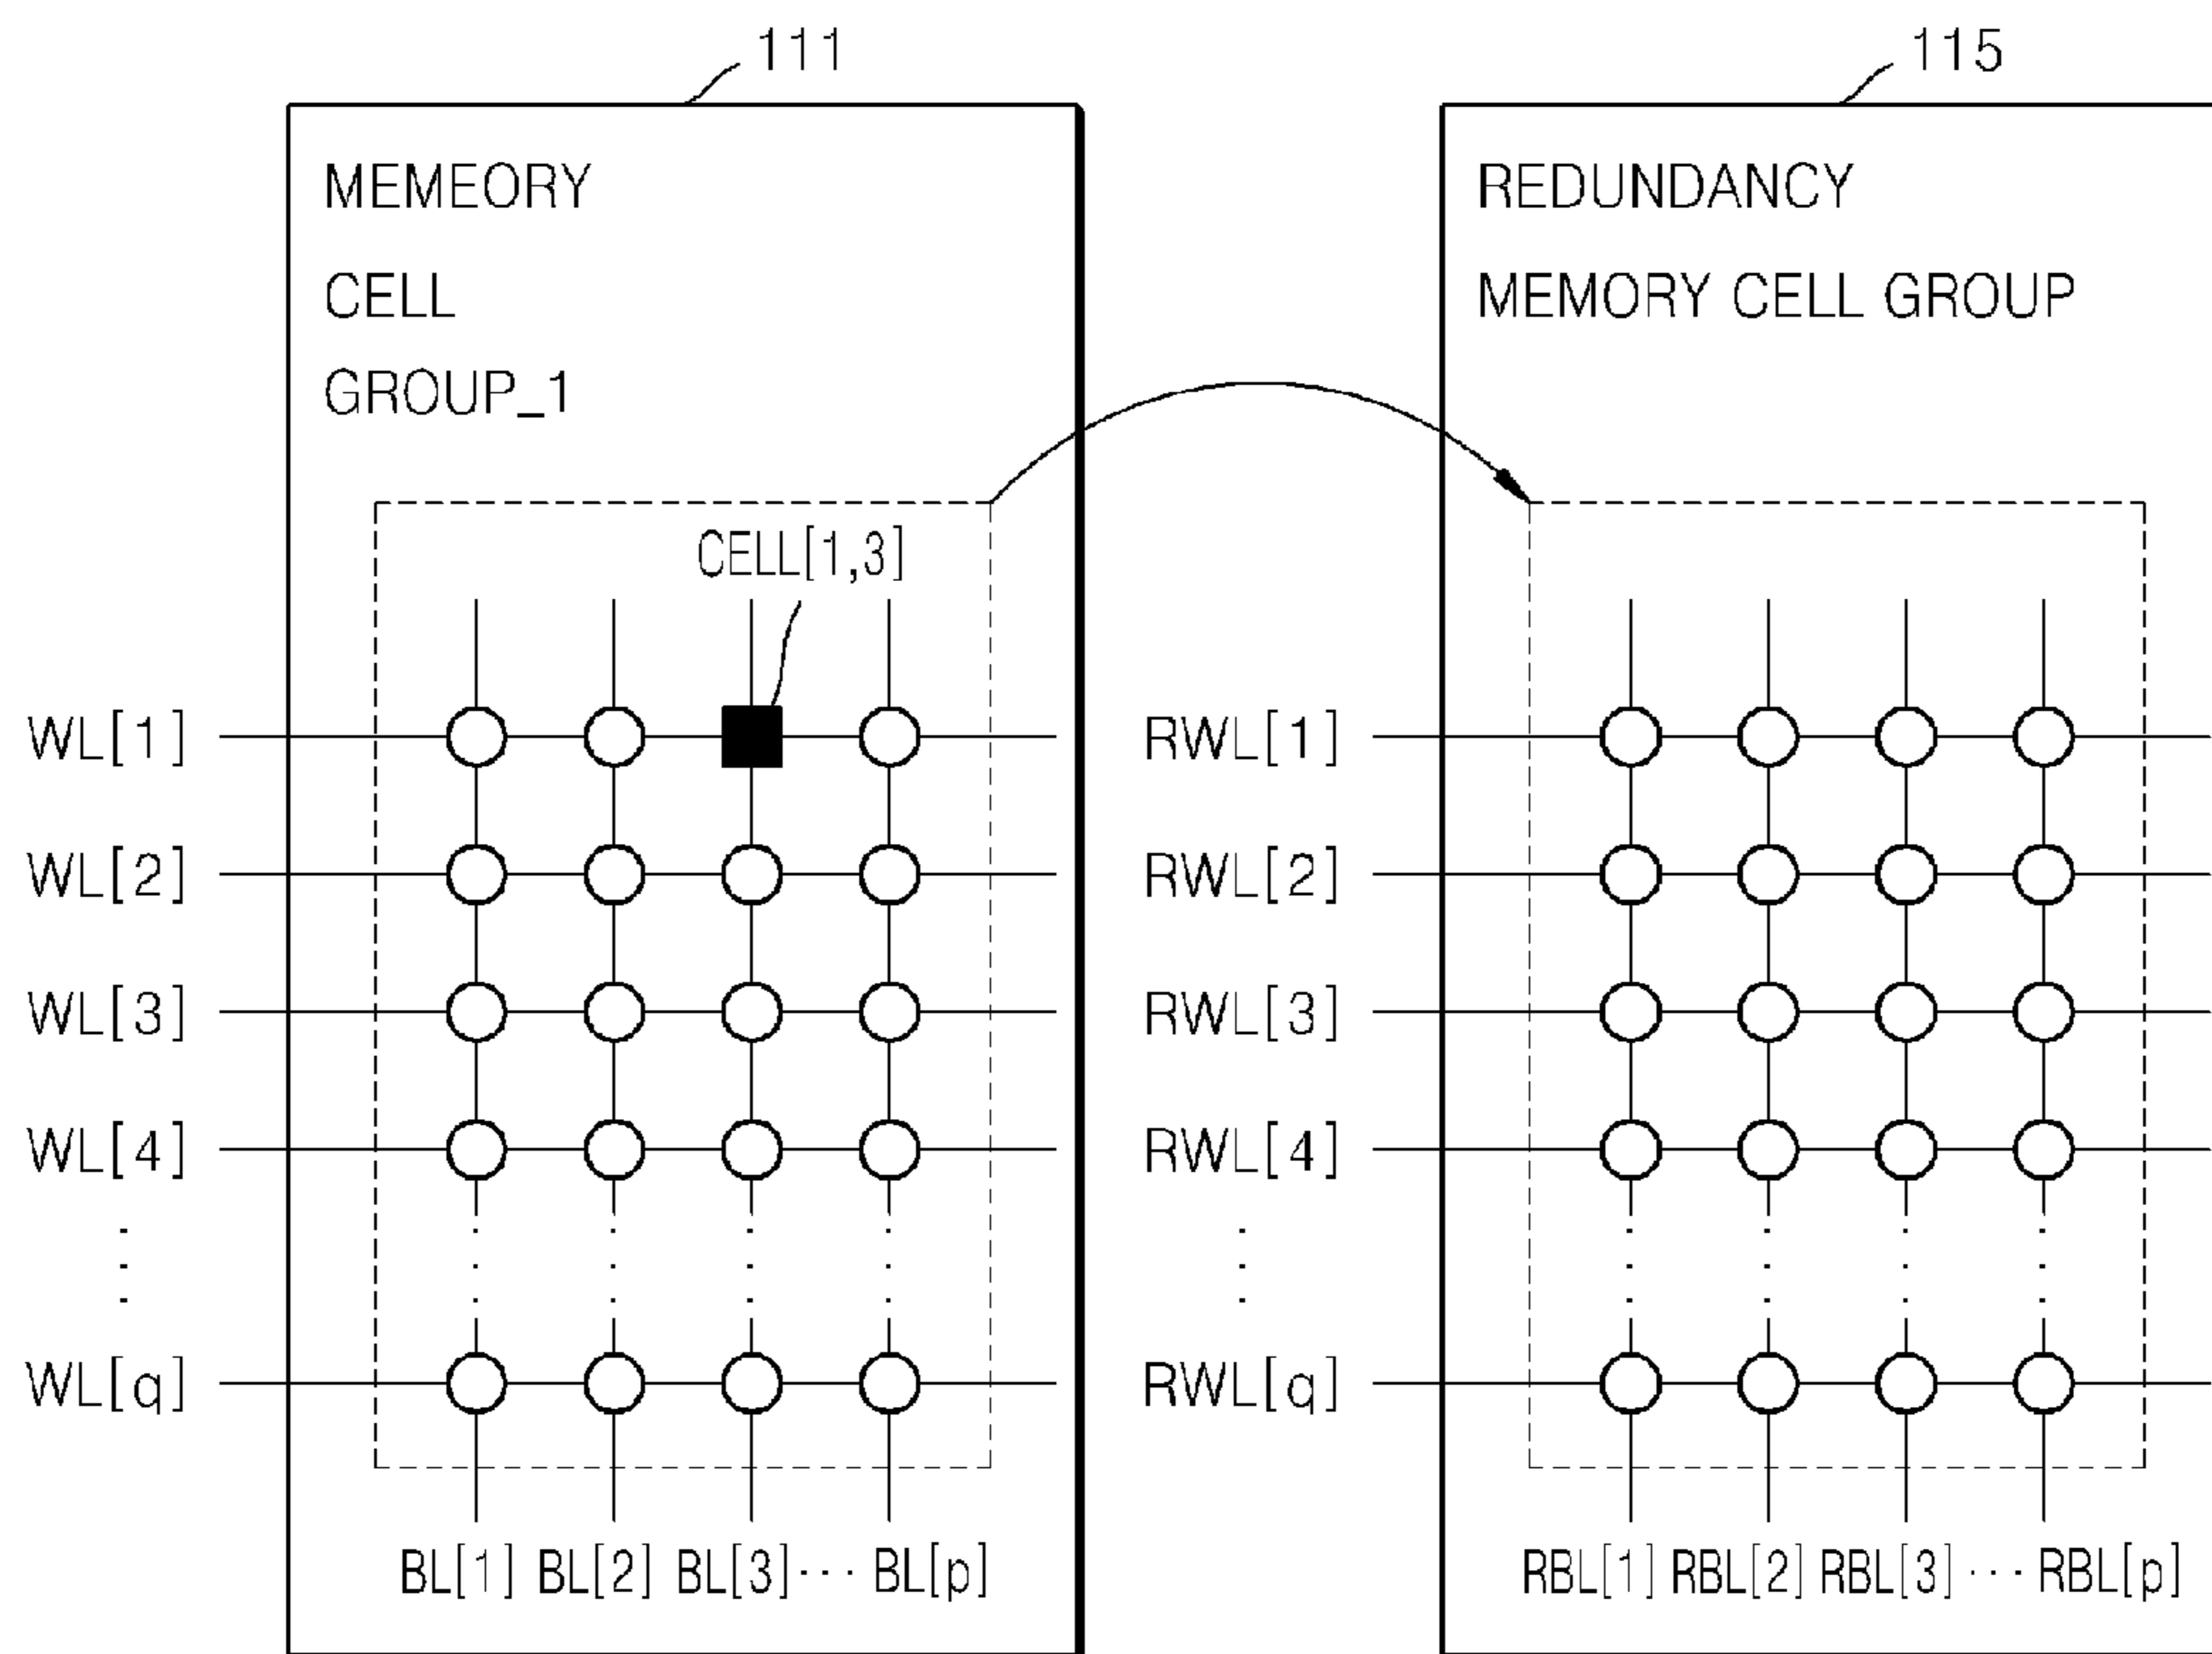 111
115
MEMEORY
CELL
GROUP_1
REDUNDANCY
MEMORY CELL GROUP
CELL[1,3]
WL[1]
WL[2]
WL[3]
WL[4]
WL[q]
RWL[1]
RWL[2]
RWL[3]
RWL[4]
RWL[q]
BL[1] BL[2] BL[3]··· BL[p]
RBL[1] RBL[2] RBL[3]··· RBL[p]